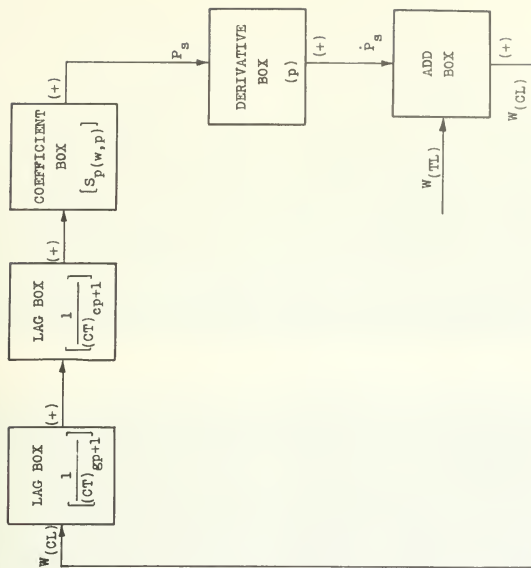 W(CL)
LAG BOX
[1/(CT)gp+1]
(+)
LAG BOX
[1/(CT)cp+1]
(+)
COEFFICIENT
BOX
[Sp(w,p)]
(+)
Ps
DERIVATIVE
BOX
(p)
(+)
Ṗs
W(TL)
ADD
BOX
(+)
W(CL)